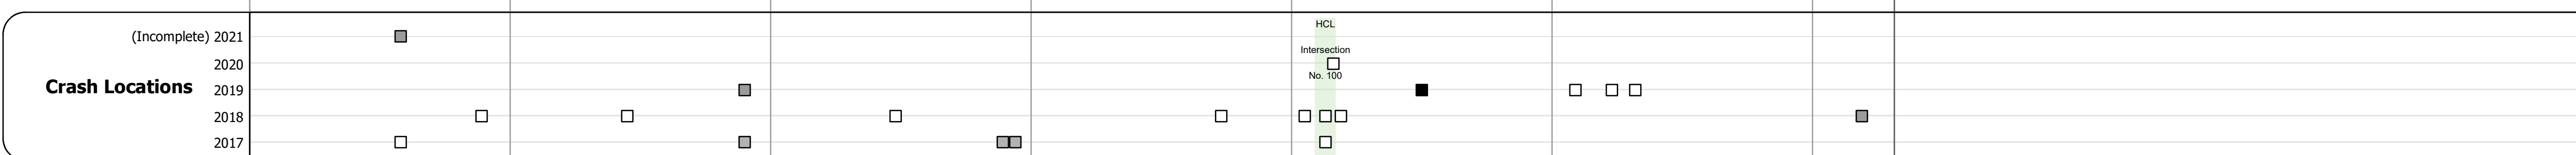 HCL
(Incomplete) 2021
Intersection
2020
No. 100
Crash Locations
2019
2018
2017